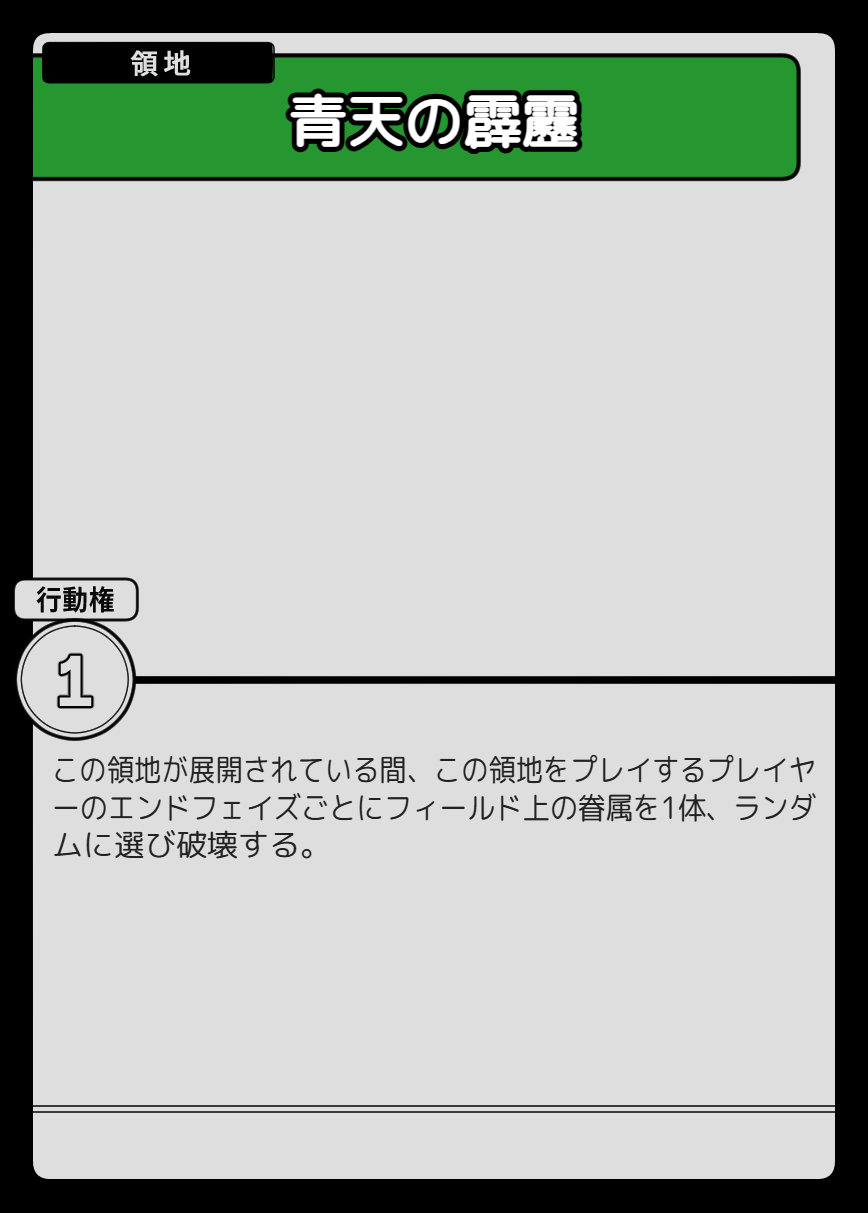 領地
青天の霹靂
行動権
1
この領地が展開されている間、この領地をプレイするプレイヤ
ーのエンドフェイズごとにフィールド上の眷属を1体、ランダ
ムに選び破壊する。